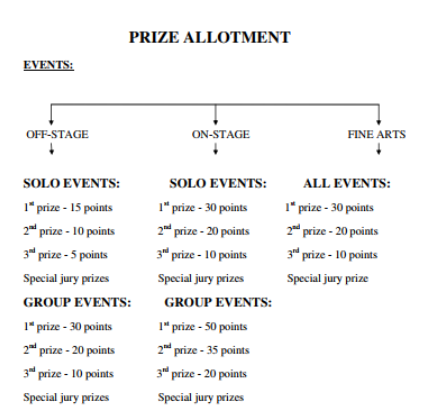 PRIZE ALLOTMENT
EVENTS:
OFF-STAGE ON-STAGE FINE ARTS
SOLO EVENTS: SOLO EVENTS: ALL EVENTS:
1st prize - 15 points 1st prize - 30 points 1st prize - 30 points
2nd prize - 10 points 2nd prize - 20 points 2nd prize - 20 points
3rd prize - 5 points 3rd prize - 10 points 3rd prize - 10 points
Special jury prizes Special jury prizes Special jury prize
GROUP EVENTS: GROUP EVENTS:
1st prize - 30 points 1st prize - 50 points
2nd prize - 20 points 2nd prize - 35 points
3rd prize - 10 points 3rd prize - 20 points
Special jury prizes Special jury prizes